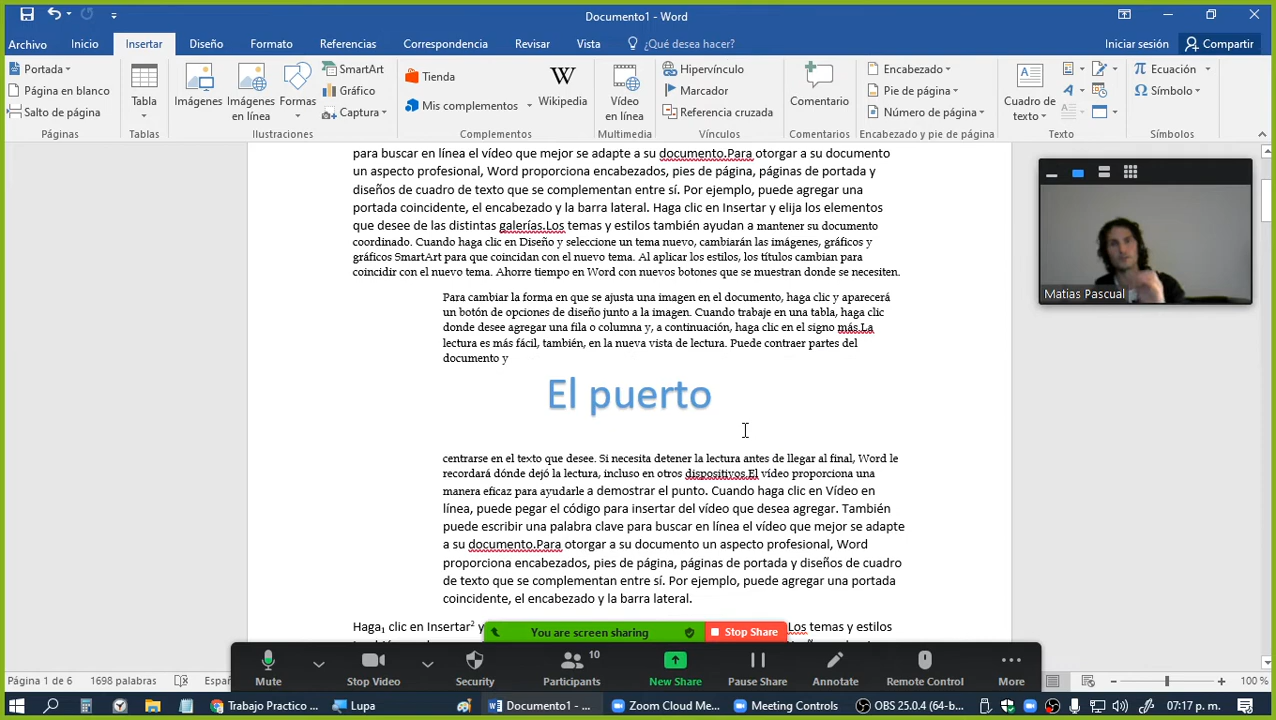 Documento1 - Word
Archivo Inicio Insertar Diseño Formato Referencias Correspondencia Revisar Vista ¿Qué desea hacer? Iniciar sesión Compartir
Portada
Página en blanco
Salto de página
Páginas
Tabla
Tablas
Imágenes
Imágenes en línea
Formas
SmartArt
Gráfico
Captura
Ilustraciones
Tienda
Mis complementos
Wikipedia
Complementos
Vídeo en línea
Multimedia
Hipervínculo
Marcador
Referencia cruzada
Vínculos
Comentario
Comentarios
Encabezado
Pie de página
Número de página
Encabezado y pie de página
Cuadro de texto
Texto
Ecuación
Símbolo
Símbolos
para buscar en línea el vídeo que mejor se adapte a su documento.Para otorgar a su documento
un aspecto profesional, Word proporciona encabezados, pies de página, páginas de portada y
diseños de cuadro de texto que se complementan entre sí. Por ejemplo, puede agregar una
portada coincidente, el encabezado y la barra lateral. Haga clic en Insertar y elija los elementos
que desee de las distintas galerías.Los temas y estilos también ayudan a mantener su documento
coordinado. Cuando haga clic en Diseño y seleccione un tema nuevo, cambiarán las imágenes, gráficos y
gráficos SmartArt para que coincidan con el nuevo tema. Al aplicar los estilos, los títulos cambian para
coincidir con el nuevo tema. Ahorre tiempo en Word con nuevos botones que se muestran donde se necesiten.
Para cambiar la forma en que se ajusta una imagen en el documento, haga clic y aparecerá
un botón de opciones de diseño junto a la imagen. Cuando trabaje en una tabla, haga clic
donde desee agregar una fila o columna y, a continuación, haga clic en el signo más.La
lectura es más fácil, también, en la nueva vista de lectura. Puede contraer partes del
documento y
El puerto
centrarse en el texto que desee. Si necesita detener la lectura antes de llegar al final, Word le
recordará dónde dejó la lectura, incluso en otros dispositivos.El vídeo proporciona una
manera eficaz para ayudarle a demostrar el punto. Cuando haga clic en Vídeo en
línea, puede pegar el código para insertar del vídeo que desea agregar. También
puede escribir una palabra clave para buscar en línea el vídeo que mejor se adapte
a su documento.Para otorgar a su documento un aspecto profesional, Word
proporciona encabezados, pies de página, páginas de portada y diseños de cuadro
de texto que se complementan entre sí. Por ejemplo, puede agregar una portada
coincidente, el encabezado y la barra lateral.
Haga1 clic en Insertar2 y Los temas y estilos
Matias Pascual
You are screen sharing Stop Share
Mute Stop Video Security Participants 10 New Share Pause Share Annotate Remote Control More
Página 1 de 6 1698 palabras Españ 100 %
Trabajo Practico ... Lupa Documento1 - ... Zoom Cloud Me... Meeting Controls OBS 25.0.4 (64-b... 07:17 p. m.